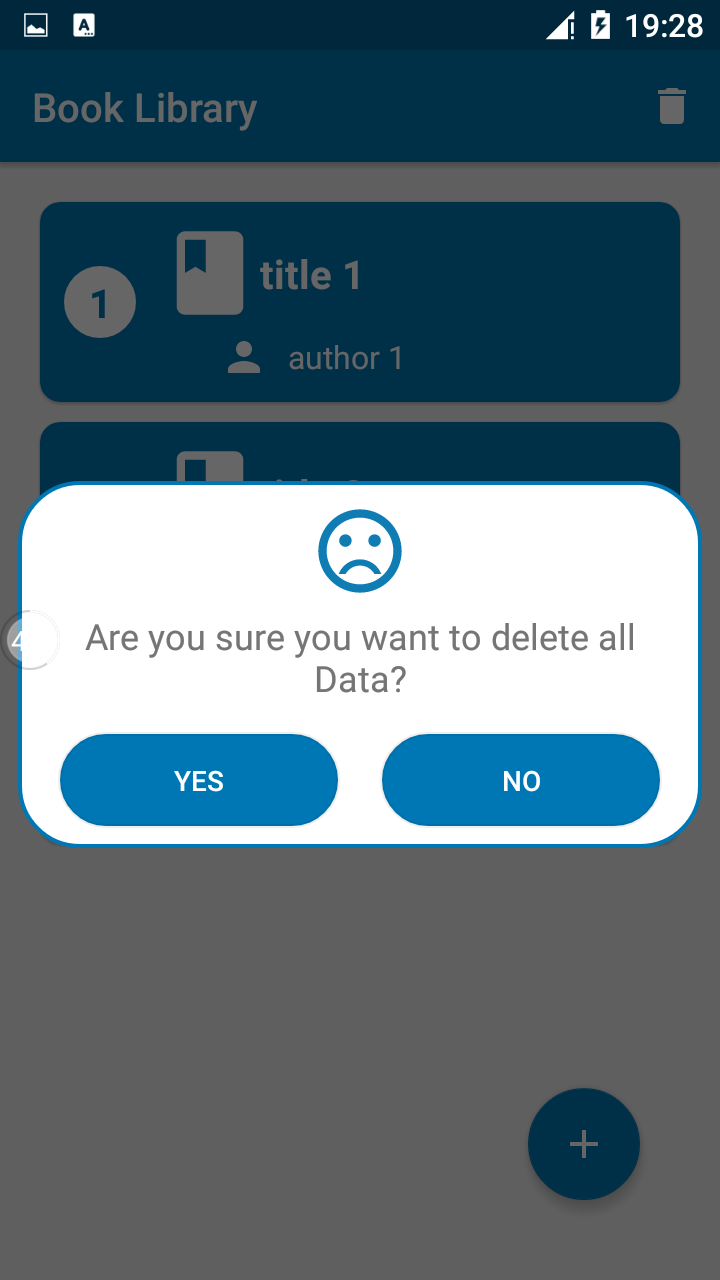 19:28
Book Library
1
title 1
author 1
Are you sure you want to delete all
Data?
YES
NO